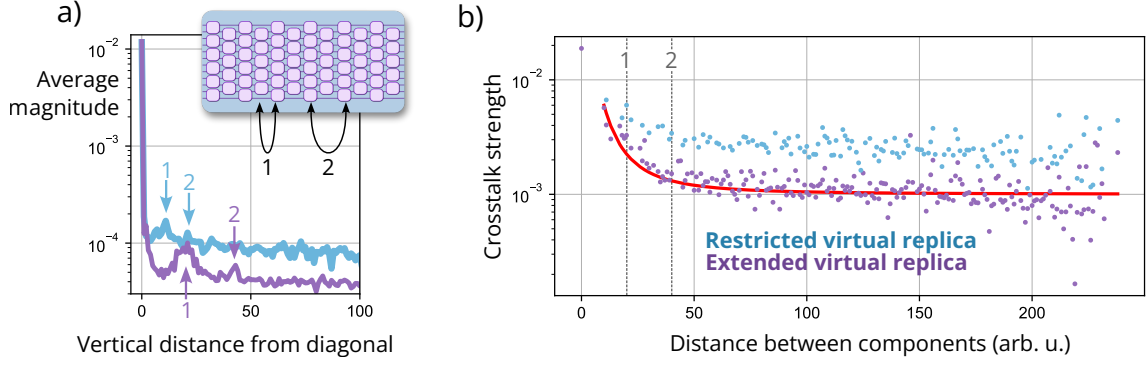 a)
Average
magnitude
10⁻²
10⁻³
10⁻⁴
1
2
1
2
2
1
0
50
100
Vertical distance from diagonal
b)
Crosstalk strength
10⁻²
10⁻³
1
2
Restricted virtual replica
Extended virtual replica
0
50
100
150
200
Distance between components (arb. u.)